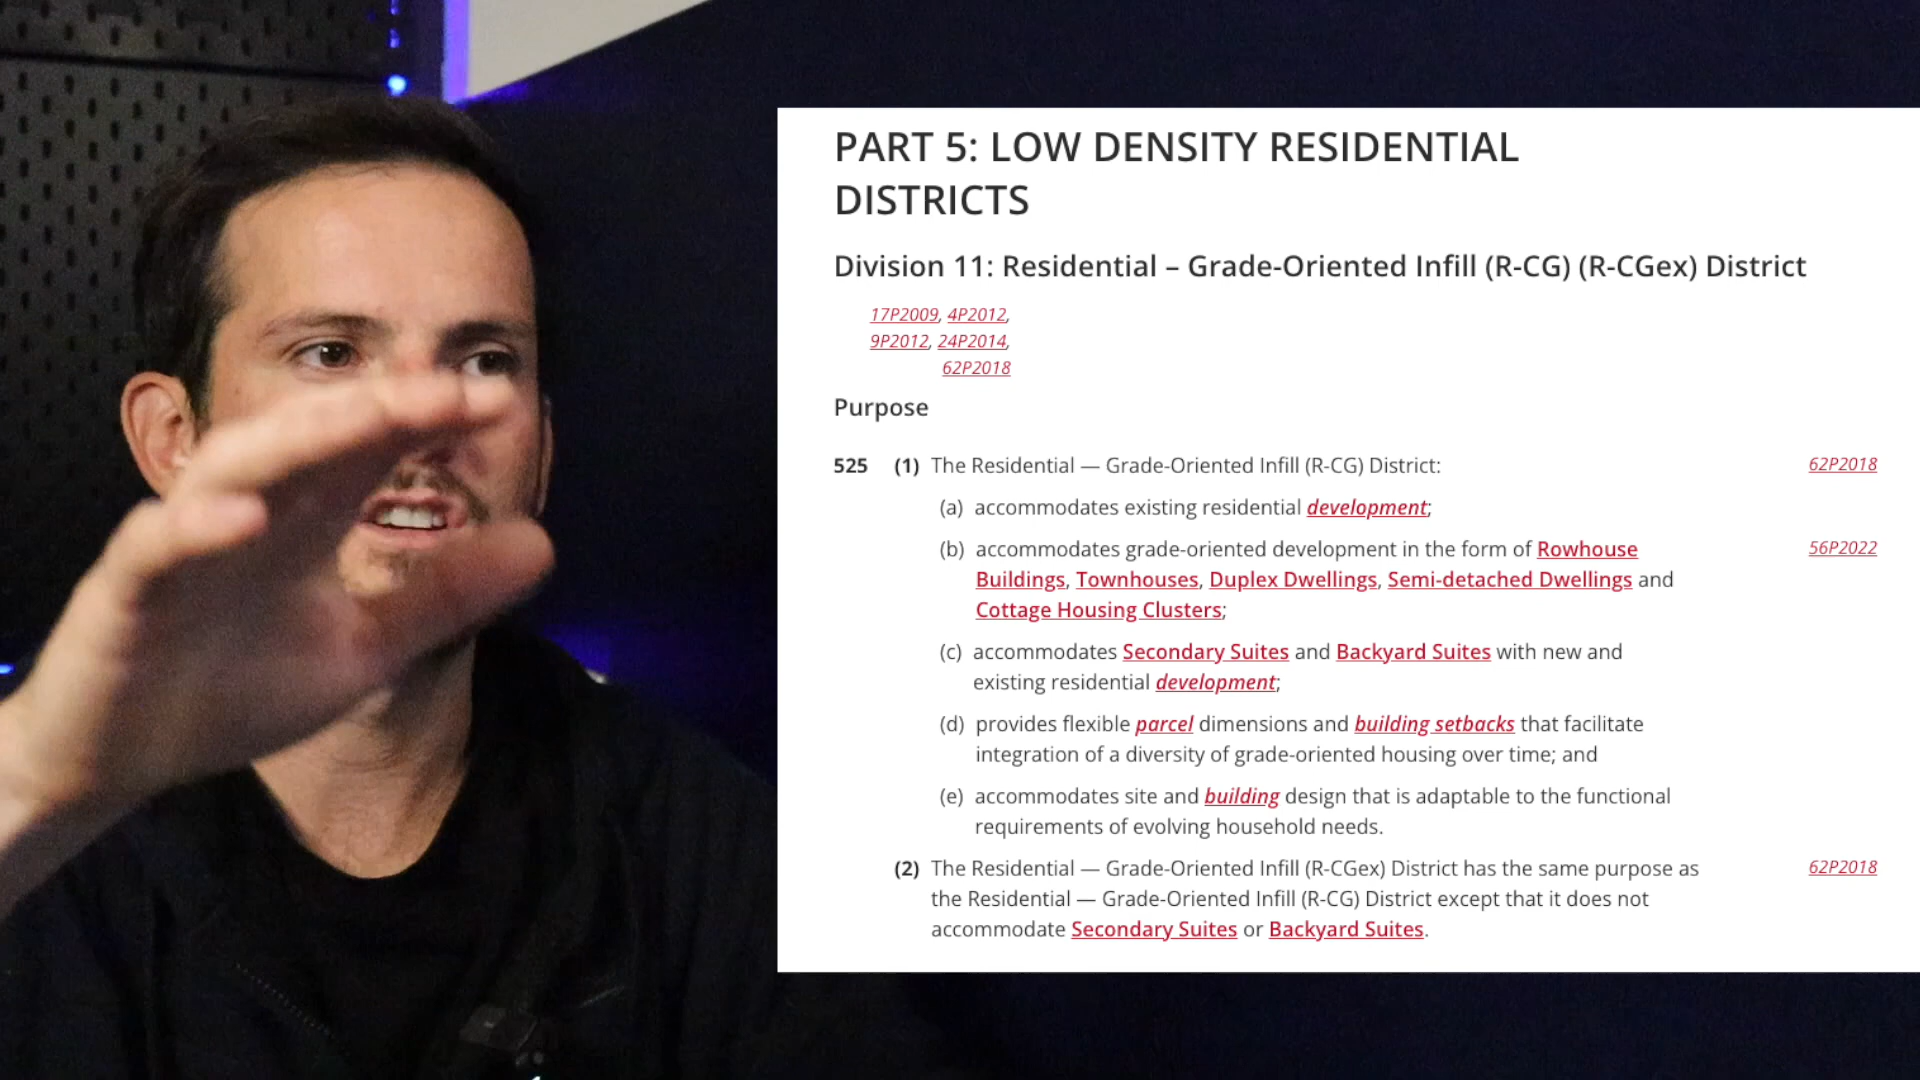 PART 5: LOW DENSITY RESIDENTIAL
DISTRICTS
Division 11: Residential – Grade-Oriented Infill (R-CG) (R-CGex) District
17P2009, 4P2012,
9P2012, 24P2014,
62P2018
Purpose
525 (1) The Residential — Grade-Oriented Infill (R-CG) District: 62P2018
(a) accommodates existing residential development;
(b) accommodates grade-oriented development in the form of Rowhouse 56P2022
Buildings, Townhouses, Duplex Dwellings, Semi-detached Dwellings and
Cottage Housing Clusters;
(c) accommodates Secondary Suites and Backyard Suites with new and
existing residential development;
(d) provides flexible parcel dimensions and building setbacks that facilitate
integration of a diversity of grade-oriented housing over time; and
(e) accommodates site and building design that is adaptable to the functional
requirements of evolving household needs.
(2) The Residential — Grade-Oriented Infill (R-CGex) District has the same purpose as 62P2018
the Residential — Grade-Oriented Infill (R-CG) District except that it does not
accommodate Secondary Suites or Backyard Suites.